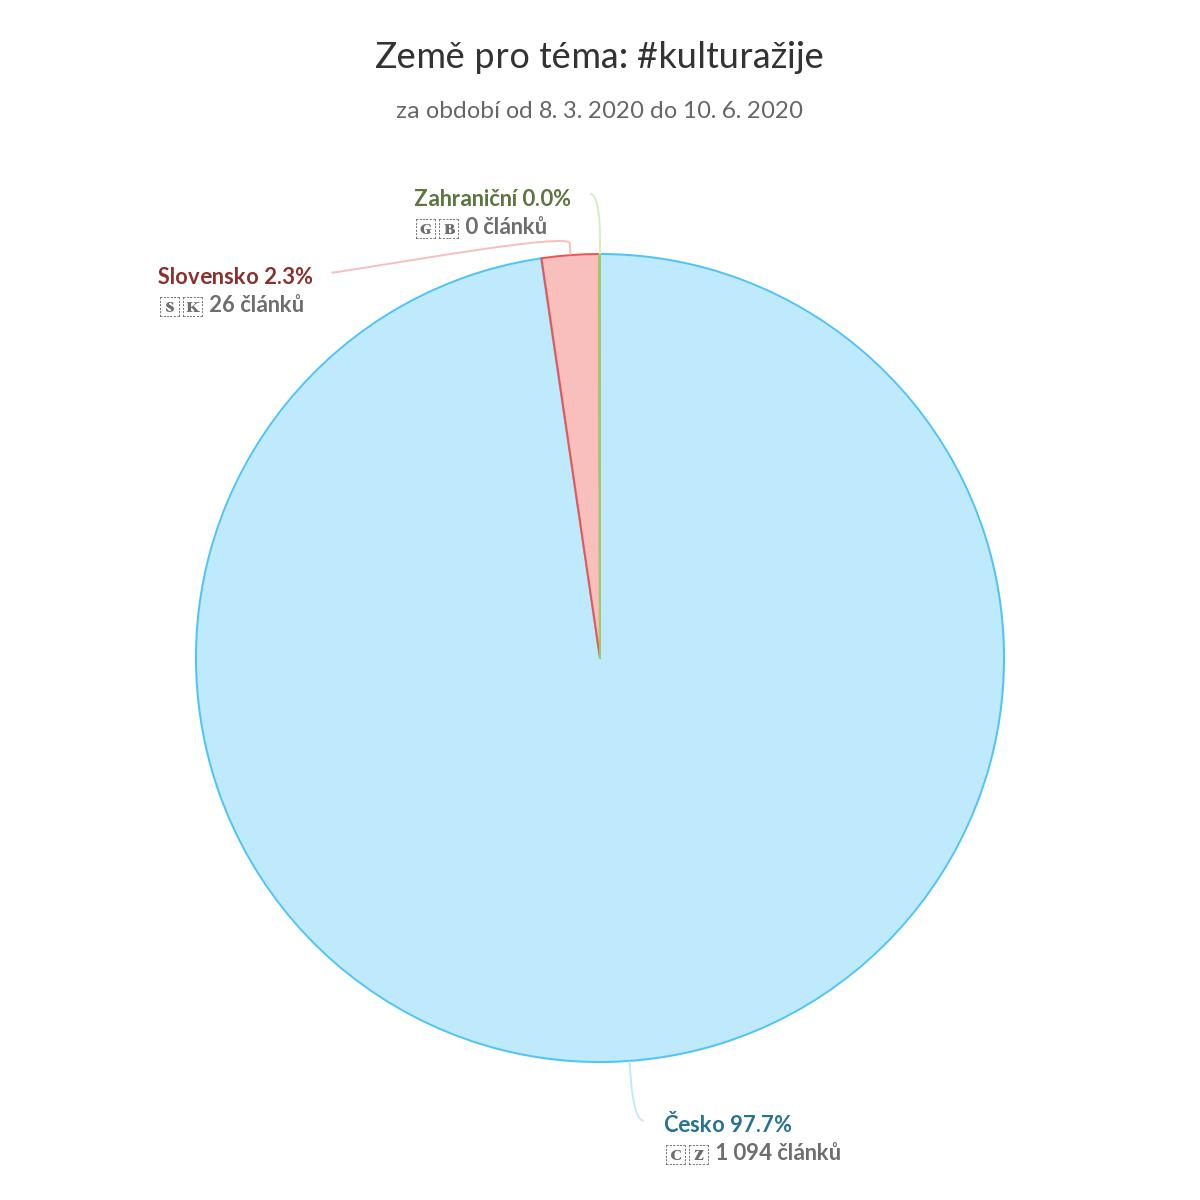 Země pro téma: #kulturažije
za období od 8. 3. 2020 do 10. 6. 2020
Zahraniční 0.0%
G B 0 článků
Slovensko 2.3%
S K 26 článků
Česko 97.7%
C Z 1 094 článků